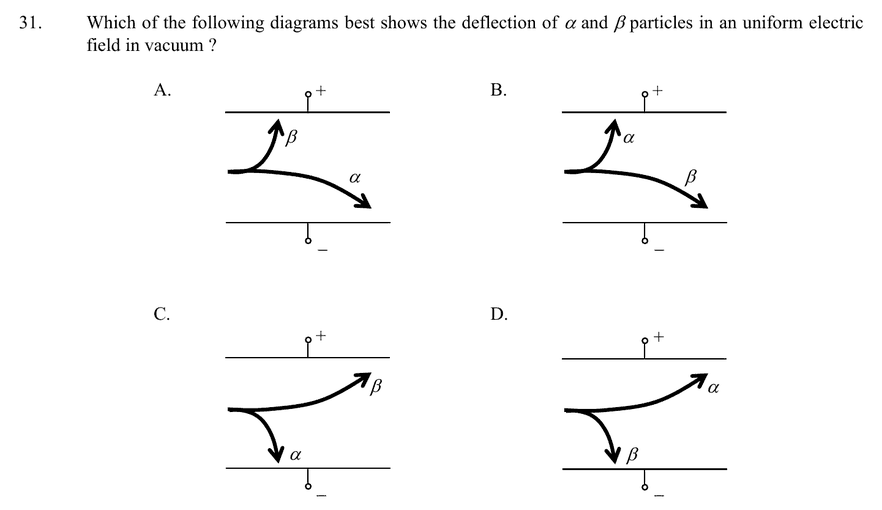 31. Which of the following diagrams best shows the deflection of α and β particles in an uniform electric
field in vacuum ?
A. B.
+ +
β α
α β
− −
C. D.
+ +
β α
α β
− −